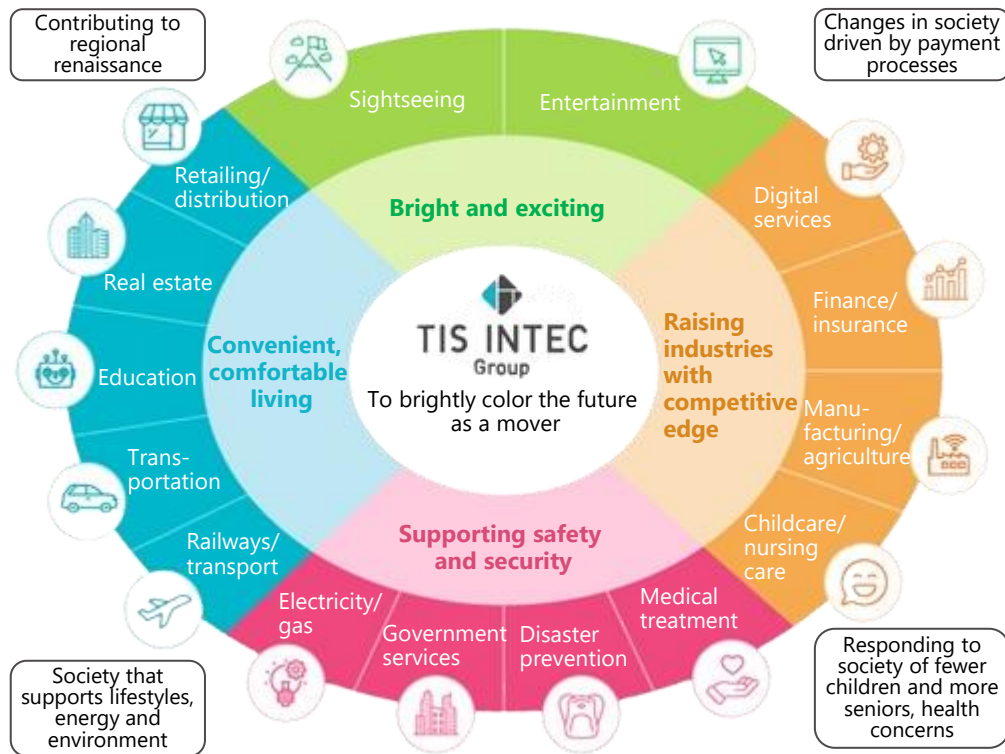 Contributing to
regional
renaissance
Changes in society
driven by payment
processes
Sightseeing
Entertainment
Retailing/
distribution
Real estate
Education
Trans-
portation
Railways/
transport
Digital
services
Finance/
insurance
Manu-
facturing/
agriculture
Childcare/
nursing
care
Electricity/
gas
Government
services
Disaster
prevention
Medical
treatment
Bright and exciting
Convenient,
comfortable
living
Raising
industries
with
competitive
edge
Supporting safety
and security
TIS INTEC
Group
To brightly color the future
as a mover
Society that
supports lifestyles,
energy and
environment
Responding to
society of fewer
children and more
seniors, health
concerns